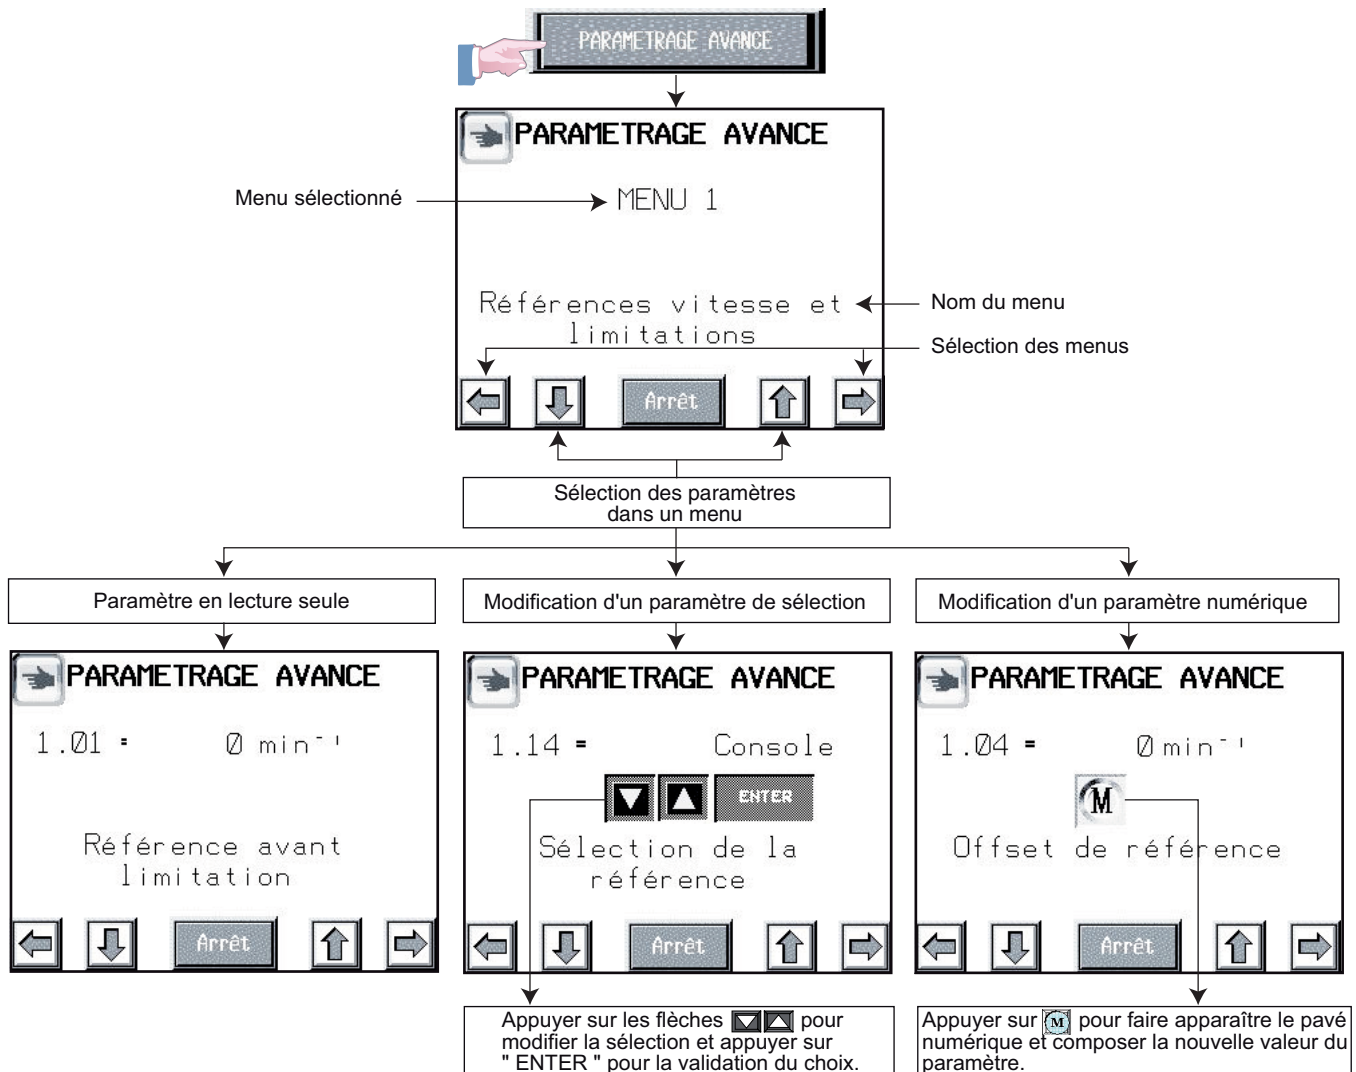 PARAMETRAGE AVANCE
PARAMETRAGE AVANCE
Menu sélectionné
MENU 1
Références vitesse et
limitations
Nom du menu
Sélection des menus
Arrêt
Sélection des paramètres
dans un menu
Paramètre en lecture seule
Modification d'un paramètre de sélection
Modification d'un paramètre numérique
PARAMETRAGE AVANCE
1.01 = 0 min⁻¹
Référence avant
limitation
Arrêt
PARAMETRAGE AVANCE
1.14 = Console
ENTER
Sélection de la
référence
Arrêt
PARAMETRAGE AVANCE
1.04 = 0 min⁻¹
M
Offset de référence
Arrêt
Appuyer sur les flèches pour
modifier la sélection et appuyer sur
" ENTER " pour la validation du choix.
Appuyer sur M pour faire apparaître le pavé
numérique et composer la nouvelle valeur du
paramètre.